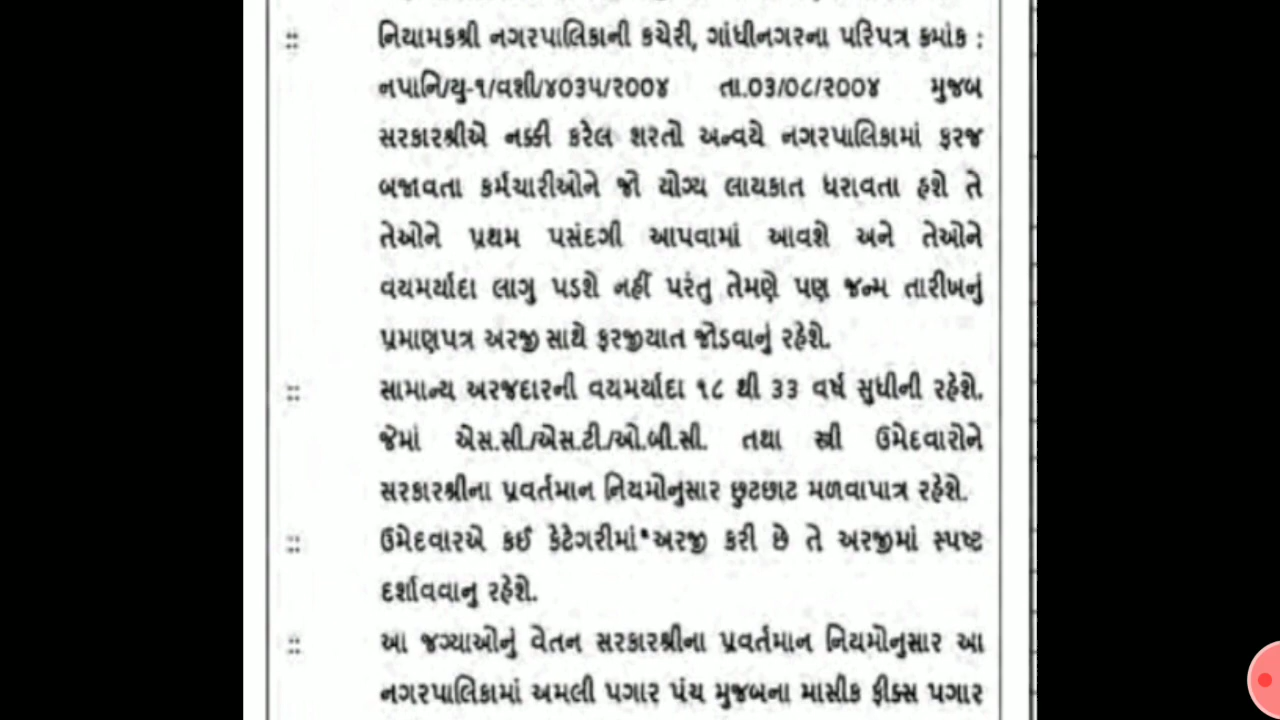 :: નિયામકશ્રી નગરપાલિકાની કચેરી, ગાંધીનગરના પરિપત્ર ક્રમાંક :
નપાનિ/યુ-૧/વશી/૪૦૩૫/૨૦૦૪ તા.૦૩/૦૮/૨૦૦૪ મુજબ
સરકારશ્રીએ નક્કી કરેલ શરતો અન્વયે નગરપાલિકામાં ફરજ
બજાવતા કર્મચારીઓને જો યોગ્ય લાયકાત ધરાવતા હશે તે
તેઓને પ્રથમ પસંદગી આપવામાં આવશે અને તેઓને
વયમર્યાદા લાગુ પડશે નહીં પરંતુ તેમણે પણ જન્મ તારીખનું
પ્રમાણપત્ર અરજી સાથે ફરજીયાત જોડવાનું રહેશે.
:: સામાન્ય અરજદારની વયમર્યાદા ૧૮ થી ૩૩ વર્ષ સુધીની રહેશે.
જેમાં એસ.સી./એસ.ટી./ઓ.બી.સી. તથા સ્ત્રી ઉમેદવારોને
સરકારશ્રીના પ્રવર્તમાન નિયમોનુસાર છુટછાટ મળવાપાત્ર રહેશે.
:: ઉમેદવારએ કઈ કેટેગરીમાં અરજી કરી છે તે અરજીમાં સ્પષ્ટ
દર્શાવવાનુ રહેશે.
:: આ જગ્યાઓનું વેતન સરકારશ્રીના પ્રવર્તમાન નિયમોનુસાર આ
નગરપાલિકામાં અમલી પગાર પંચ મુજબના માસીક ફીક્સ પગાર